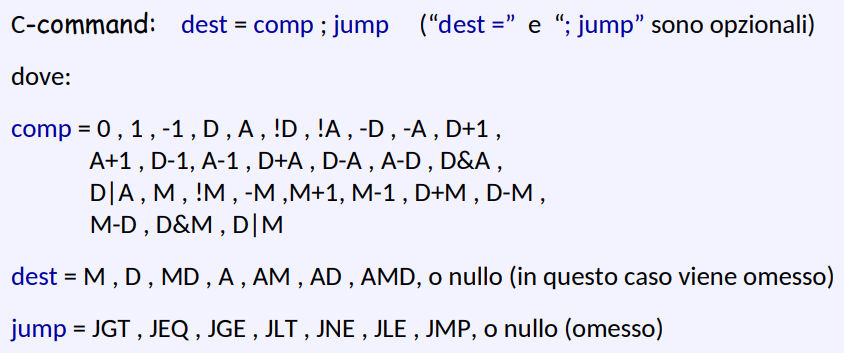 C-command: dest = comp ; jump (“dest =” e “; jump” sono opzionali)
dove:
comp = 0 , 1 , -1 , D , A , !D , !A , -D , -A , D+1 ,
A+1 , D-1, A-1 , D+A , D-A , A-D , D&A ,
D|A , M , !M , -M ,M+1, M-1 , D+M , D-M ,
M-D , D&M , D|M
dest = M , D , MD , A , AM , AD , AMD, o nullo (in questo caso viene omesso)
jump = JGT , JEQ , JGE , JLT , JNE , JLE , JMP, o nullo (omesso)